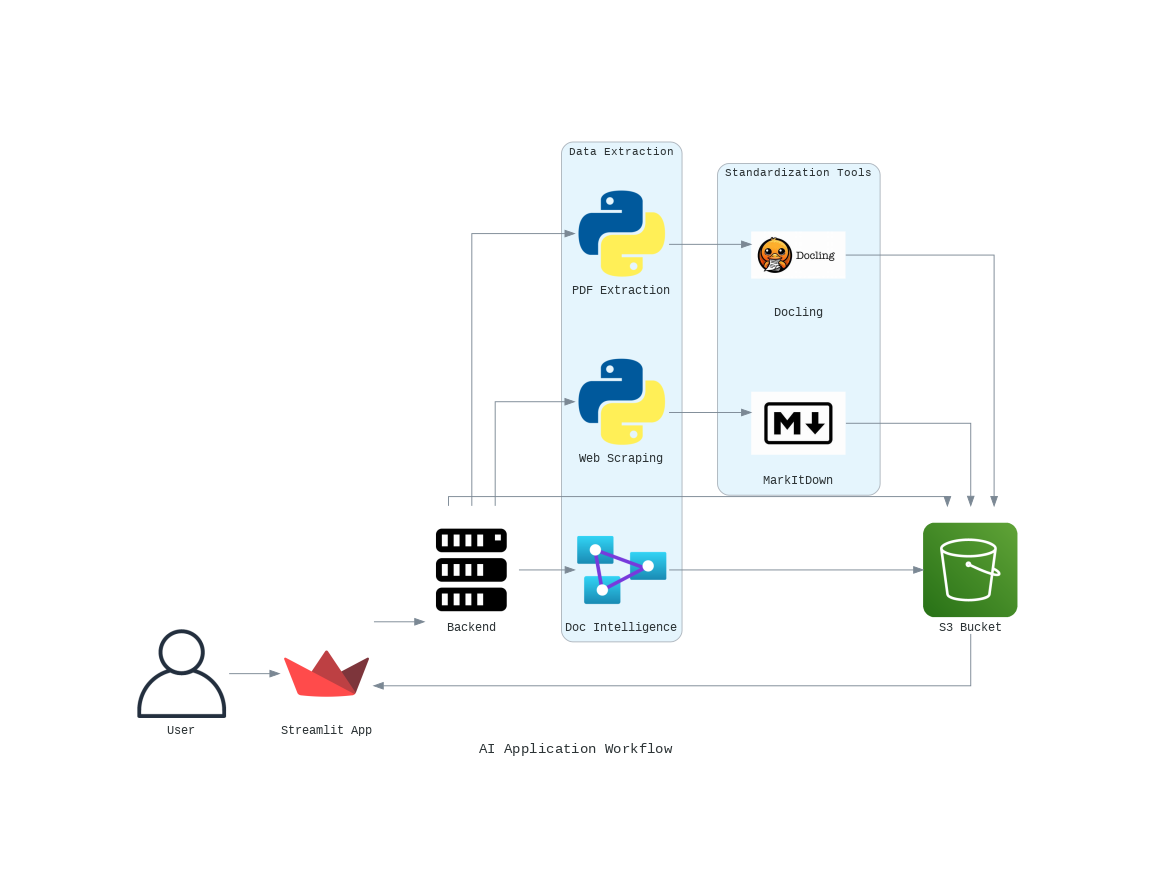 Data Extraction
Standardization Tools
Docling
PDF Extraction
Docling
M
Web Scraping
MarkItDown
Backend
Doc Intelligence
S3 Bucket
User
Streamlit App
AI Application Workflow